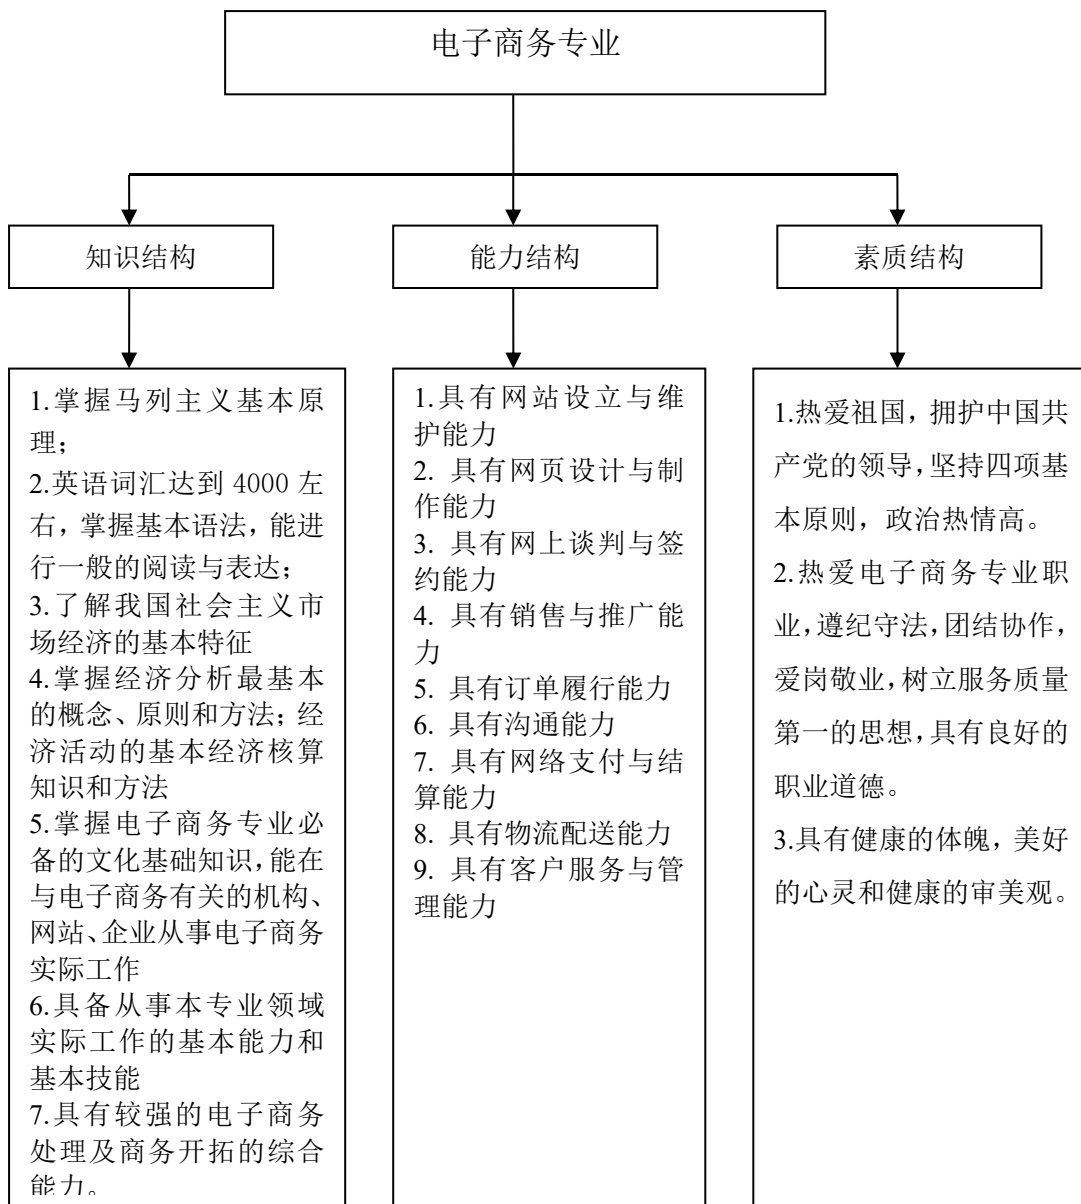 电子商务专业
知识结构
能力结构
素质结构
1.掌握马列主义基本原
理；
2.英语词汇达到 4000 左
右，掌握基本语法，能进
行一般的阅读与表达；
3.了解我国社会主义市
场经济的基本特征
4.掌握经济分析最基本
的概念、原则和方法；经
济活动的基本经济核算
知识和方法
5.掌握电子商务专业必
备的文化基础知识，能在
与电子商务有关的机构、
网站、企业从事电子商务
实际工作
6.具备从事本专业领域
实际工作的基本能力和
基本技能
7.具有较强的电子商务
处理及商务开拓的综合
能力。
1.具有网站设立与维
护能力
2. 具有网页设计与制
作能力
3. 具有网上谈判与签
约能力
4. 具有销售与推广能
力
5. 具有订单履行能力
6. 具有沟通能力
7. 具有网络支付与结
算能力
8. 具有物流配送能力
9. 具有客户服务与管
理能力
1.热爱祖国，拥护中国共
产党的领导，坚持四项基
本原则，政治热情高。
2.热爱电子商务专业职
业，遵纪守法，团结协作，
爱岗敬业，树立服务质量
第一的思想，具有良好的
职业道德。
3.具有健康的体魄，美好
的心灵和健康的审美观。